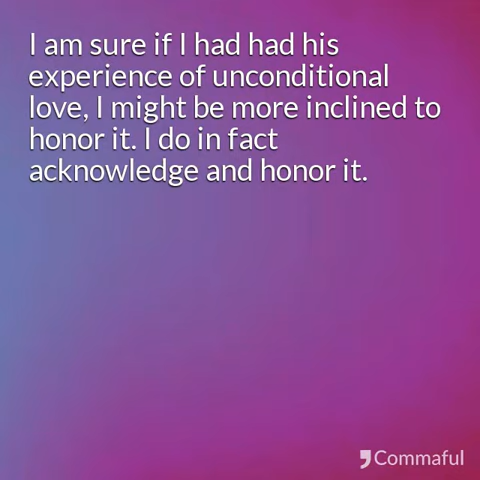 I am sure if I had had his
experience of unconditional
love, I might be more inclined to
honor it. I do in fact
acknowledge and honor it.
Commaful